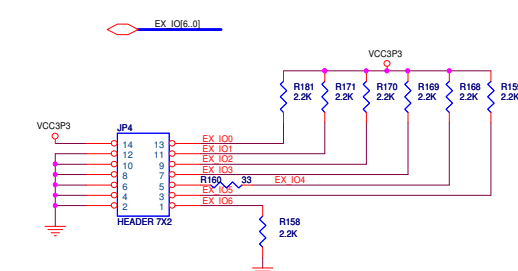 EX_IO[6..0]
VCC3P3
R181
2.2K
R171
2.2K
R170
2.2K
R169
2.2K
R168
2.2K
2.2K
VCC3P3
JP4
14 13 EX_IO0
12 11 EX_IO1
10 9 EX_IO2
8 7 EX_IO3
6 5 R160 33 EX_IO4
4 3 EX_IO5
2 1 EX_IO6
HEADER 7X2
R158
2.2K